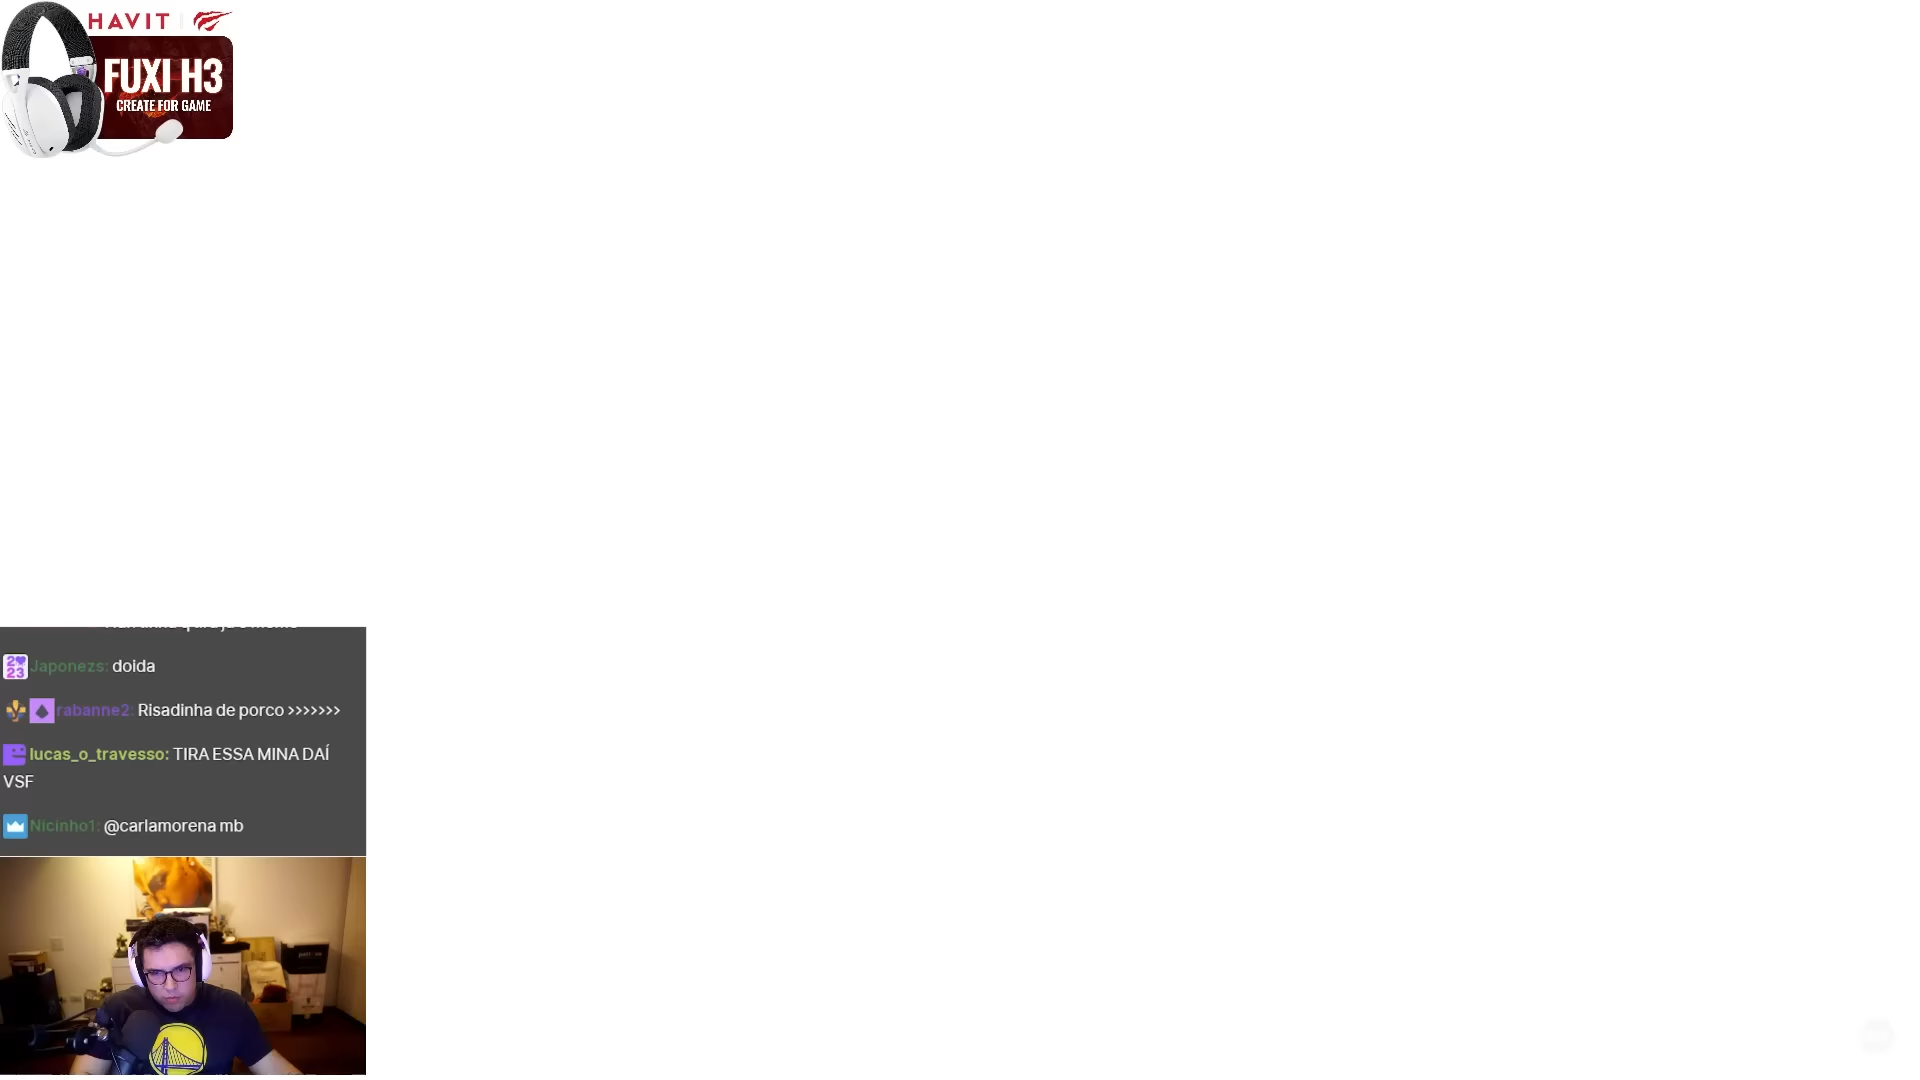 HAVIT
FUXI H3
CREATE FOR GAME
Japonezs: doida
rabanne2: Risadinha de porco >>>>>>>
lucas_o_travesso: TIRA ESSA MINA DAÍ
VSF
Nicinho1: @carlamorena mb